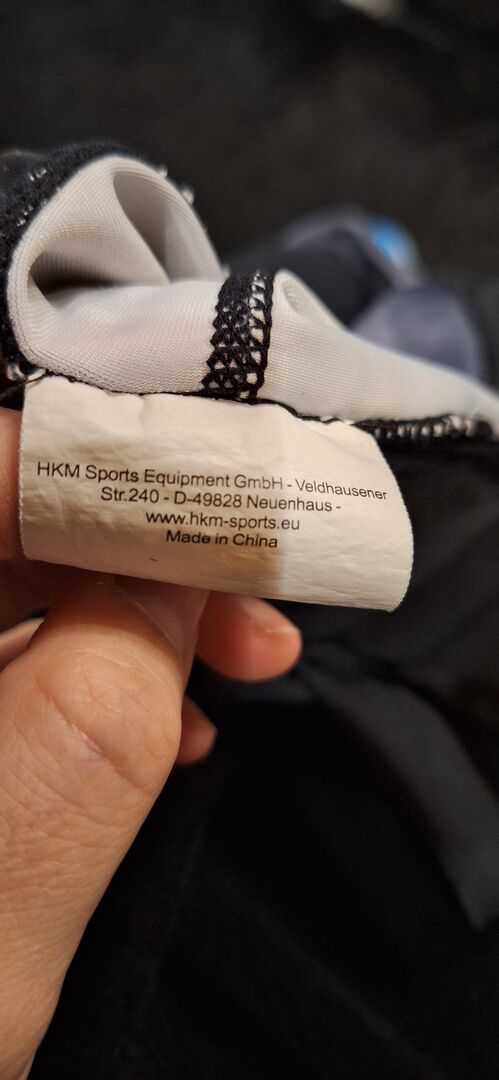 HKM Sports Equipment GmbH - Veldhausener
Str.240 - D-49828 Neuenhaus -
www.hkm-sports.eu
Made in China